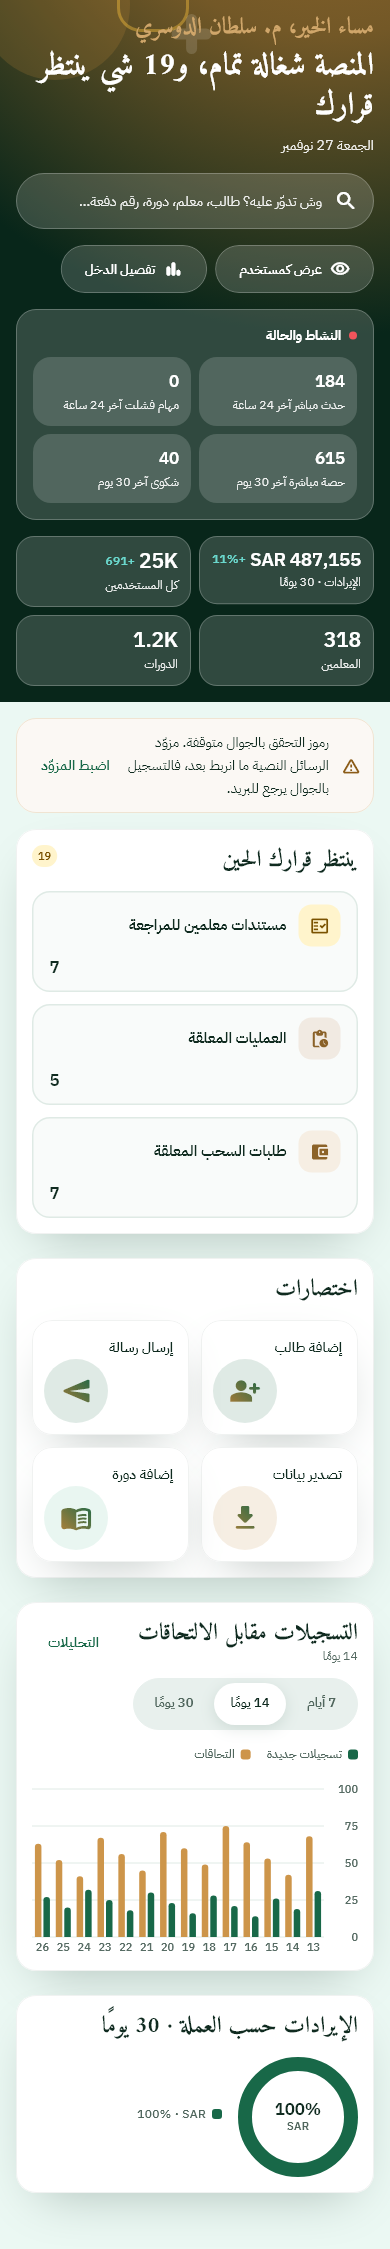 مساء الخير، م. سلطان الدوسري
المنصة شغالة تمام، و19 شي ينتظر
قرارك
الجمعة 27 نوفمبر
وش تدوّر عليه؟ طالب، معلم، دورة، رقم دفعة...
عرض كمستخدم
تفصيل الدخل
النشاط والحالة
184
حدث مباشر آخر 24 ساعة
0
مهام فشلت آخر 24 ساعة
615
حصة مباشرة آخر 30 يوم
40
شكوى آخر 30 يوم
SAR 487,155 +11%
الإيرادات · 30 يومًا
25K +691
كل المستخدمين
318
المعلمين
1.2K
الدورات
رموز التحقق بالجوال متوقفة. مزوّد
الرسائل النصية ما انربط بعد، فالتسجيل
بالجوال يرجع للبريد.
اضبط المزوّد
ينتظر قرارك الحين
19
مستندات معلمين للمراجعة
7
العمليات المعلقة
5
طلبات السحب المعلقة
7
اختصارات
إضافة طالب
إرسال رسالة
تصدير بيانات
إضافة دورة
التسجيلات مقابل الالتحاقات
14 يومًا
التحليلات
7 أيام
14 يومًا
30 يومًا
تسجيلات جديدة
التحاقات
100
75
50
25
0
26 25 24 23 22 21 20 19 18 17 16 15 14 13
الإيرادات حسب العملة · 30 يومًا
100%
SAR
100% · SAR